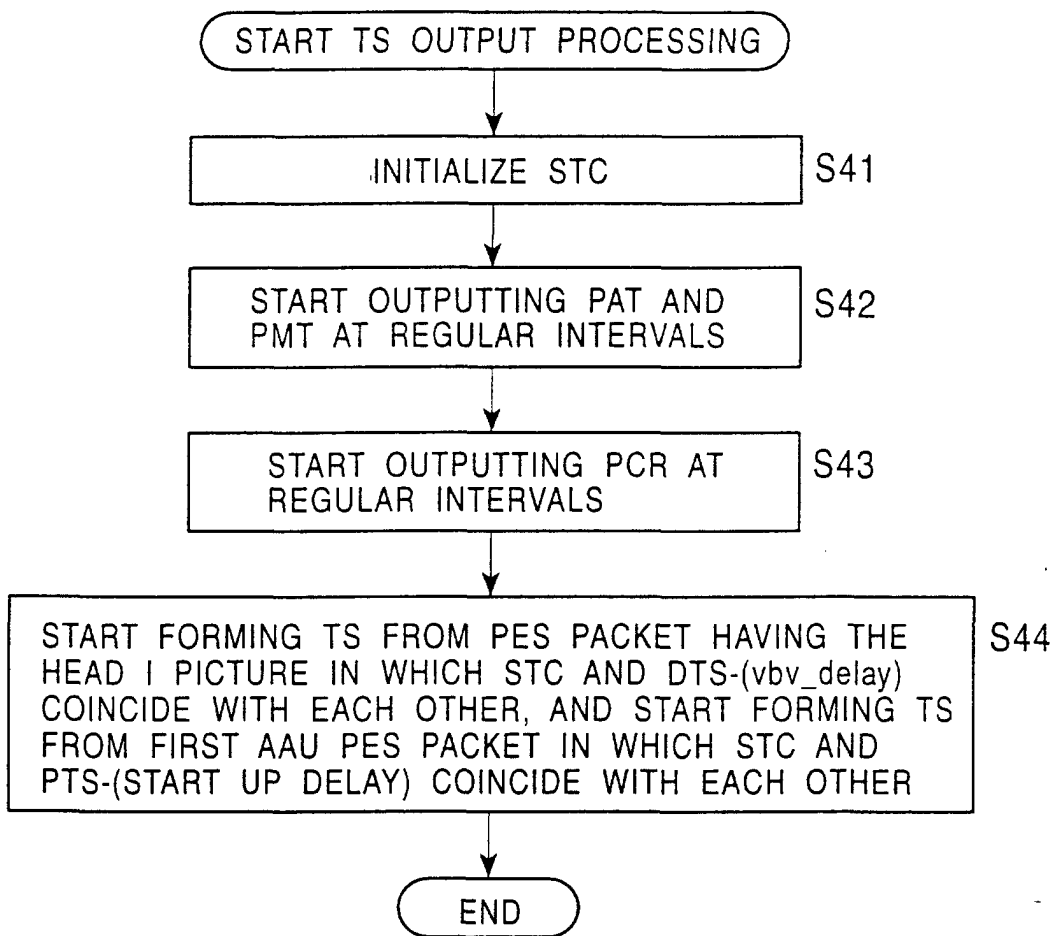 START TS OUTPUT PROCESSING
INITIALIZE STC
S41
START OUTPUTTING PAT AND
PMT AT REGULAR INTERVALS
S42
START OUTPUTTING PCR AT
REGULAR INTERVALS
S43
START FORMING TS FROM PES PACKET HAVING THE
HEAD I PICTURE IN WHICH STC AND DTS-(vbv_delay)
COINCIDE WITH EACH OTHER, AND START FORMING TS
FROM FIRST AAU PES PACKET IN WHICH STC AND
PTS-(START UP DELAY) COINCIDE WITH EACH OTHER
S44
END